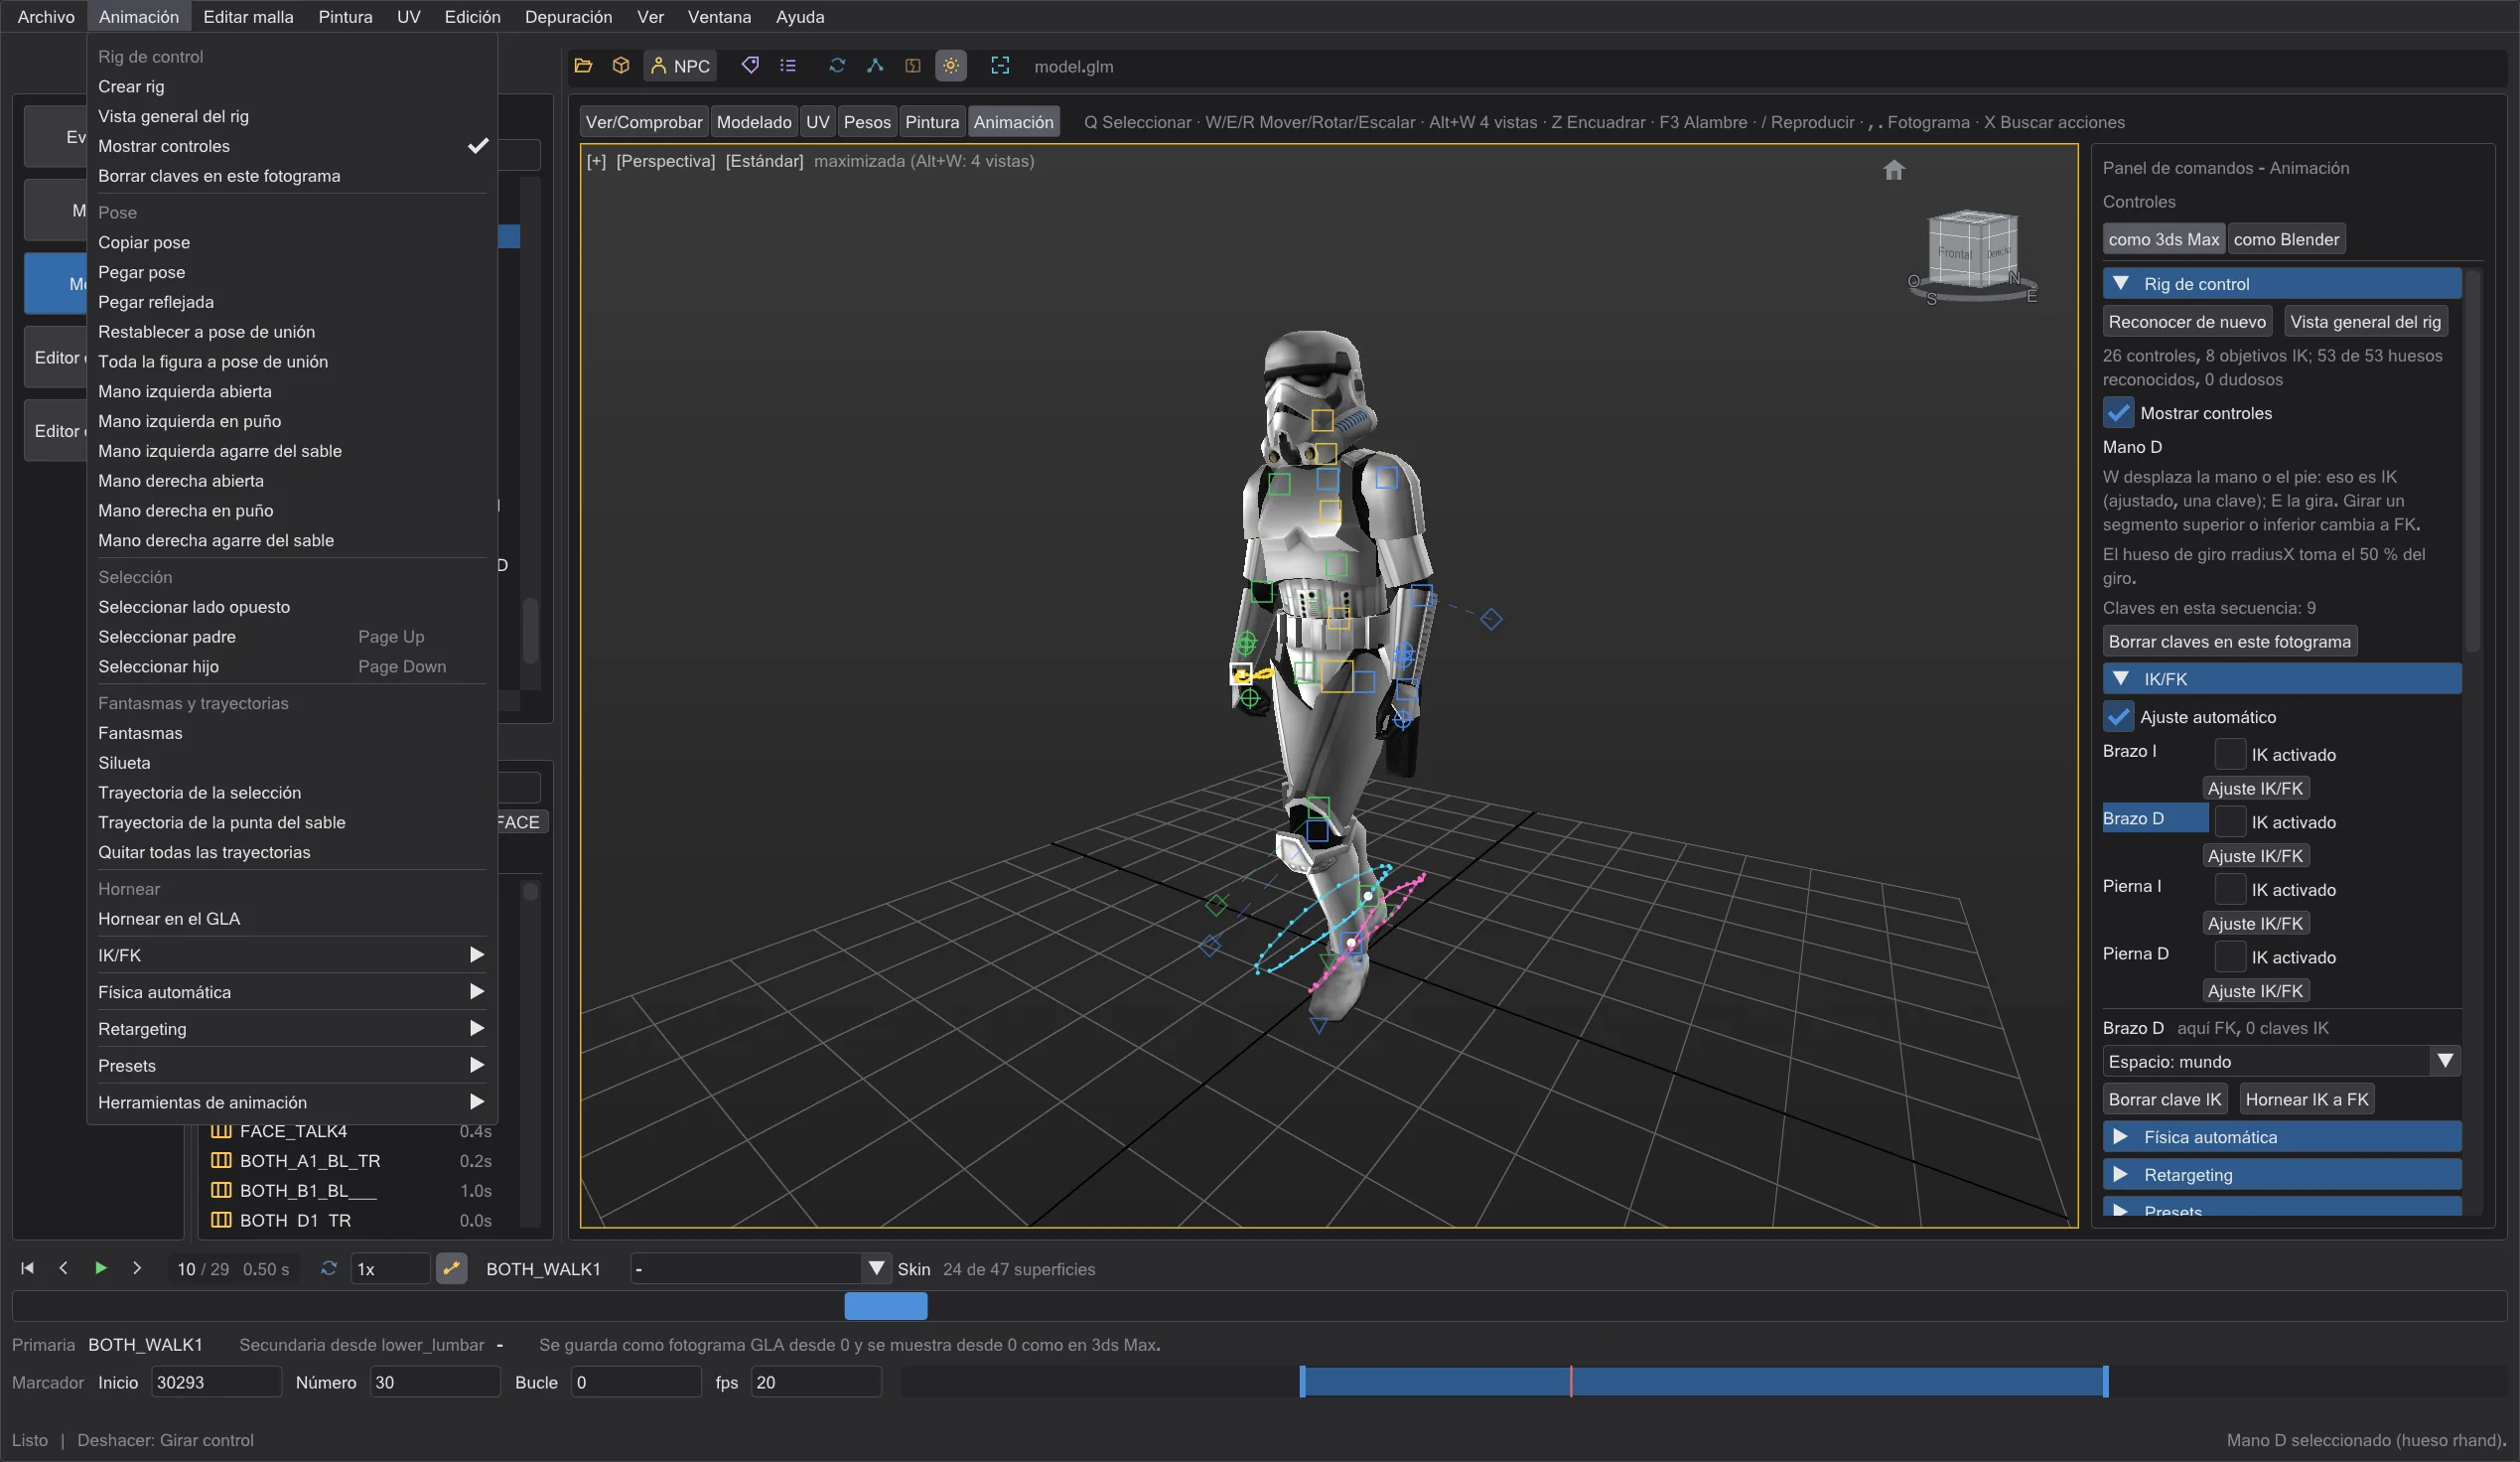 Archivo Animación Editar malla Pintura UV Edición Depuración Ver Ventana Ayuda
Rig de control
Crear rig
Vista general del rig
Mostrar controles
Borrar claves en este fotograma
Pose
Copiar pose
Pegar pose
Pegar reflejada
Restablecer a pose de unión
Toda la figura a pose de unión
Mano izquierda abierta
Mano izquierda en puño
Mano izquierda agarre del sable
Mano derecha abierta
Mano derecha en puño
Mano derecha agarre del sable
Selección
Seleccionar lado opuesto
Seleccionar padre Page Up
Seleccionar hijo Page Down
Fantasmas y trayectorias
Fantasmas
Silueta
Trayectoria de la selección
Trayectoria de la punta del sable
Quitar todas las trayectorias
Hornear
Hornear en el GLA
IK/FK
Física automática
Retargeting
Presets
Herramientas de animación
Ev
M
Editor
Editor
D
FACE
FACE_TALK4 0.4s
BOTH_A1_BL_TR 0.2s
BOTH_B1_BL___ 1.0s
BOTH_D1_TR 0.0s
NPC model.glm
Ver/Comprobar Modelado UV Pesos Pintura Animación Q Seleccionar · W/E/R Mover/Rotar/Escalar · Alt+W 4 vistas · Z Encuadrar · F3 Alambre · / Reproducir · , . Fotograma · X Buscar acciones
[+] [Perspectiva] [Estándar] maximizada (Alt+W: 4 vistas)
Frontal Derecha
O S N E
Panel de comandos - Animación
Controles
como 3ds Max como Blender
Rig de control
Reconocer de nuevo Vista general del rig
26 controles, 8 objetivos IK; 53 de 53 huesos
reconocidos, 0 dudosos
Mostrar controles
Mano D
W desplaza la mano o el pie: eso es IK
(ajustado, una clave); E la gira. Girar un
segmento superior o inferior cambia a FK.
El hueso de giro rradiusX toma el 50 % del
giro.
Claves en esta secuencia: 9
Borrar claves en este fotograma
IK/FK
Ajuste automático
Brazo I IK activado
Ajuste IK/FK
Brazo D IK activado
Ajuste IK/FK
Pierna I IK activado
Ajuste IK/FK
Pierna D IK activado
Ajuste IK/FK
Brazo D aquí FK, 0 claves IK
Espacio: mundo
Borrar clave IK Hornear IK a FK
Física automática
Retargeting
Presets
10 / 29 0.50 s 1x BOTH_WALK1 - Skin 24 de 47 superficies
Primaria BOTH_WALK1 Secundaria desde lower_lumbar - Se guarda como fotograma GLA desde 0 y se muestra desde 0 como en 3ds Max.
Marcador Inicio 30293 Número 30 Bucle 0 fps 20
Listo | Deshacer: Girar control Mano D seleccionado (hueso rhand).